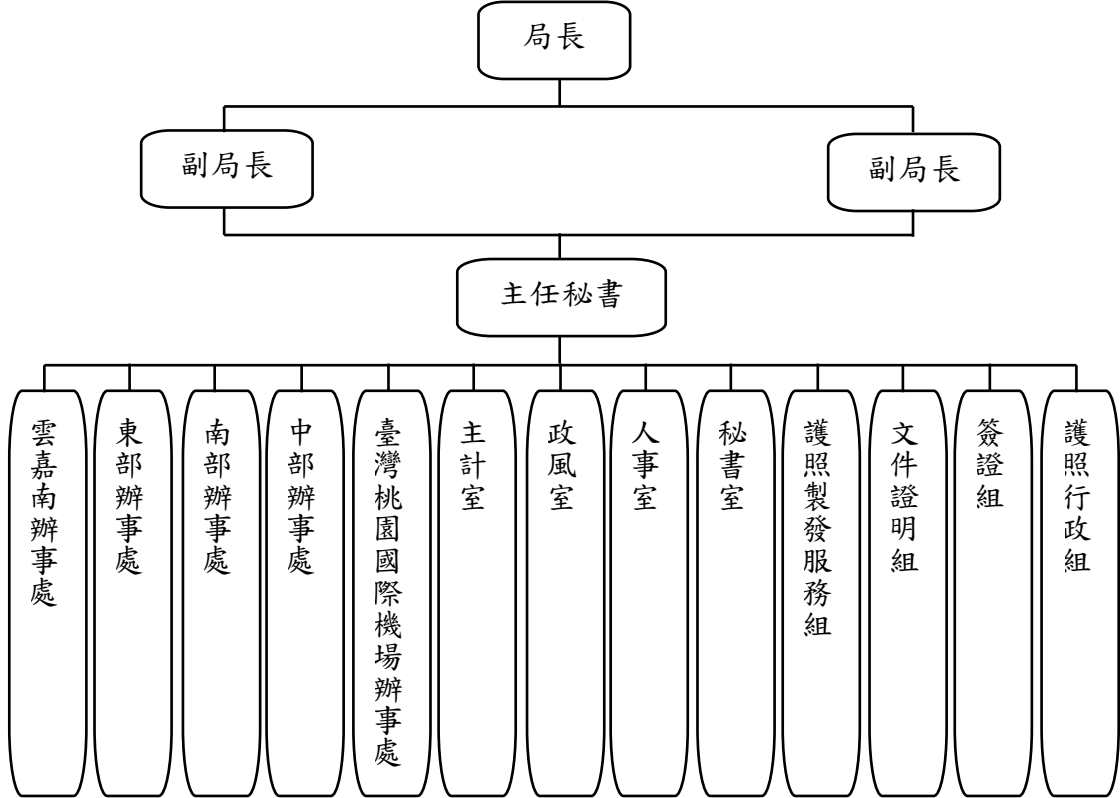 局長
副局長
副局長
主任秘書
雲嘉南辦事處
東部辦事處
南部辦事處
中部辦事處
臺灣桃園國際機場辦事處
主計室
政風室
人事室
秘書室
護照製發服務組
文件證明組
簽證組
護照行政組